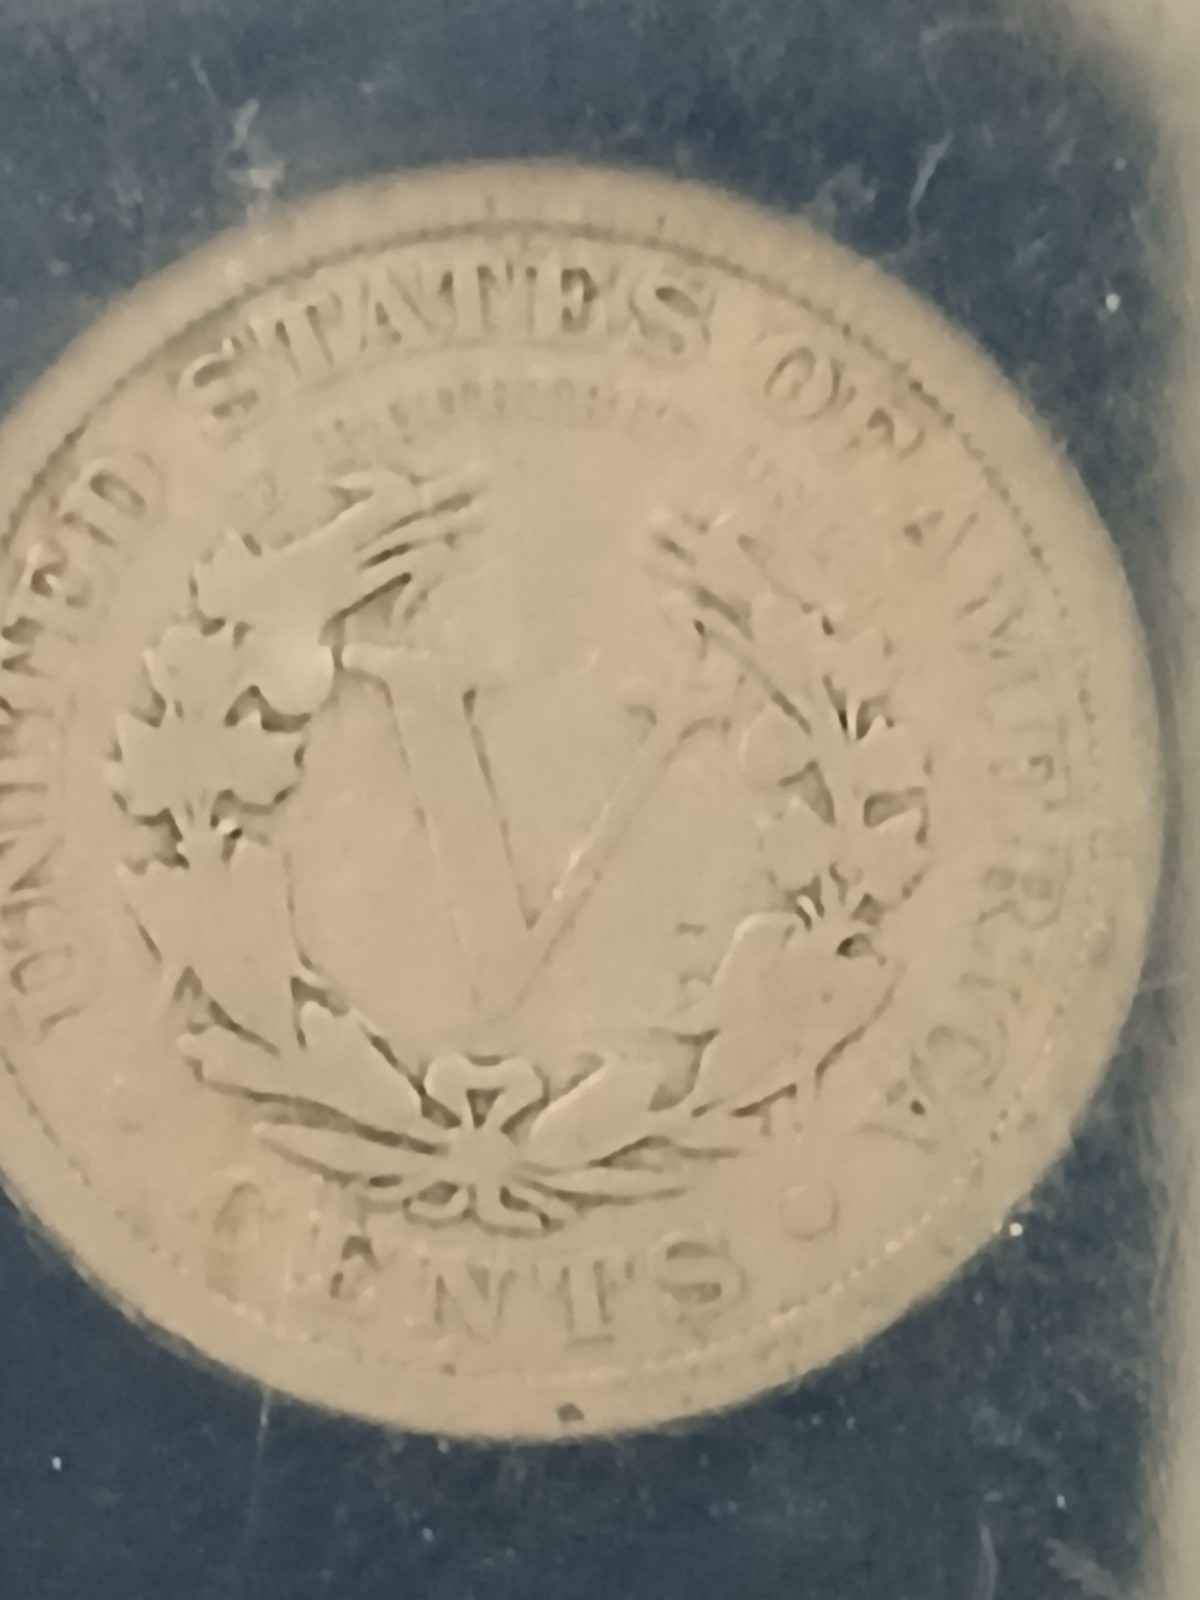 UNITED STATES OF AMERICA
V
CENTS